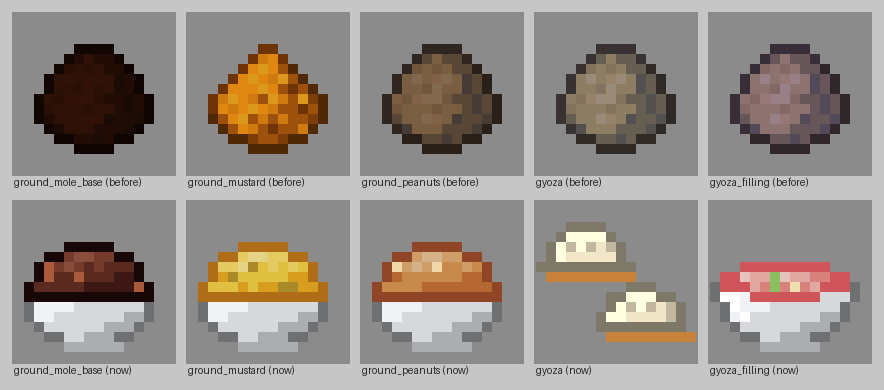 ground_mole_base (before)
ground_mustard (before)
ground_peanuts (before)
gyoza (before)
gyoza_filling (before)
ground_mole_base (now)
ground_mustard (now)
ground_peanuts (now)
gyoza (now)
gyoza_filling (now)